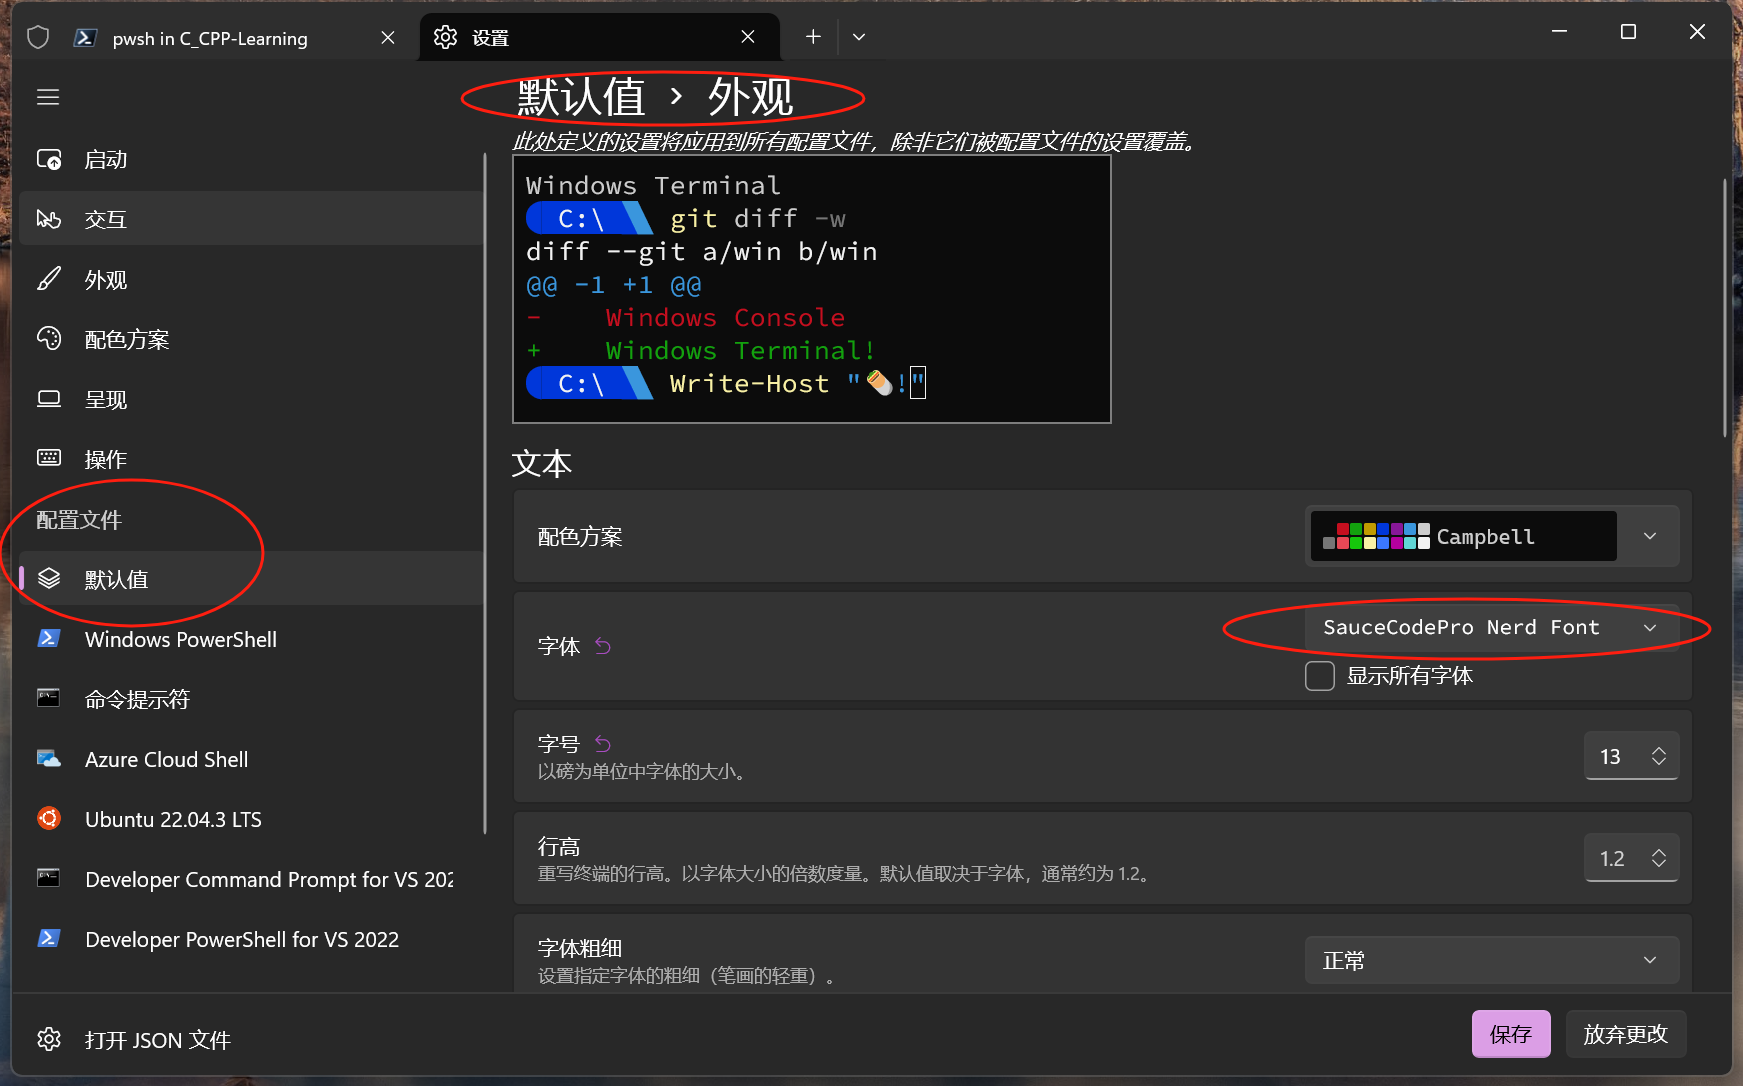 pwsh in C_CPP-Learning
设置
启动
交互
外观
配色方案
呈现
操作
配置文件
默认值
Windows PowerShell
命令提示符
Azure Cloud Shell
Ubuntu 22.04.3 LTS
Developer Command Prompt for VS 202
Developer PowerShell for VS 2022
打开 JSON 文件
默认值 › 外观
此处定义的设置将应用到所有配置文件，除非它们被配置文件的设置覆盖。
Windows Terminal
C:\ git diff -w
diff --git a/win b/win
@@ -1 +1 @@
- Windows Console
+ Windows Terminal!
C:\ Write-Host "🌯!"
文本
配色方案
Campbell
字体
SauceCodePro Nerd Font
显示所有字体
字号
以磅为单位中字体的大小。
13
行高
重写终端的行高。以字体大小的倍数度量。默认值取决于字体，通常约为 1.2。
1.2
字体粗细
设置指定字体的粗细（笔画的轻重）。
正常
保存
放弃更改